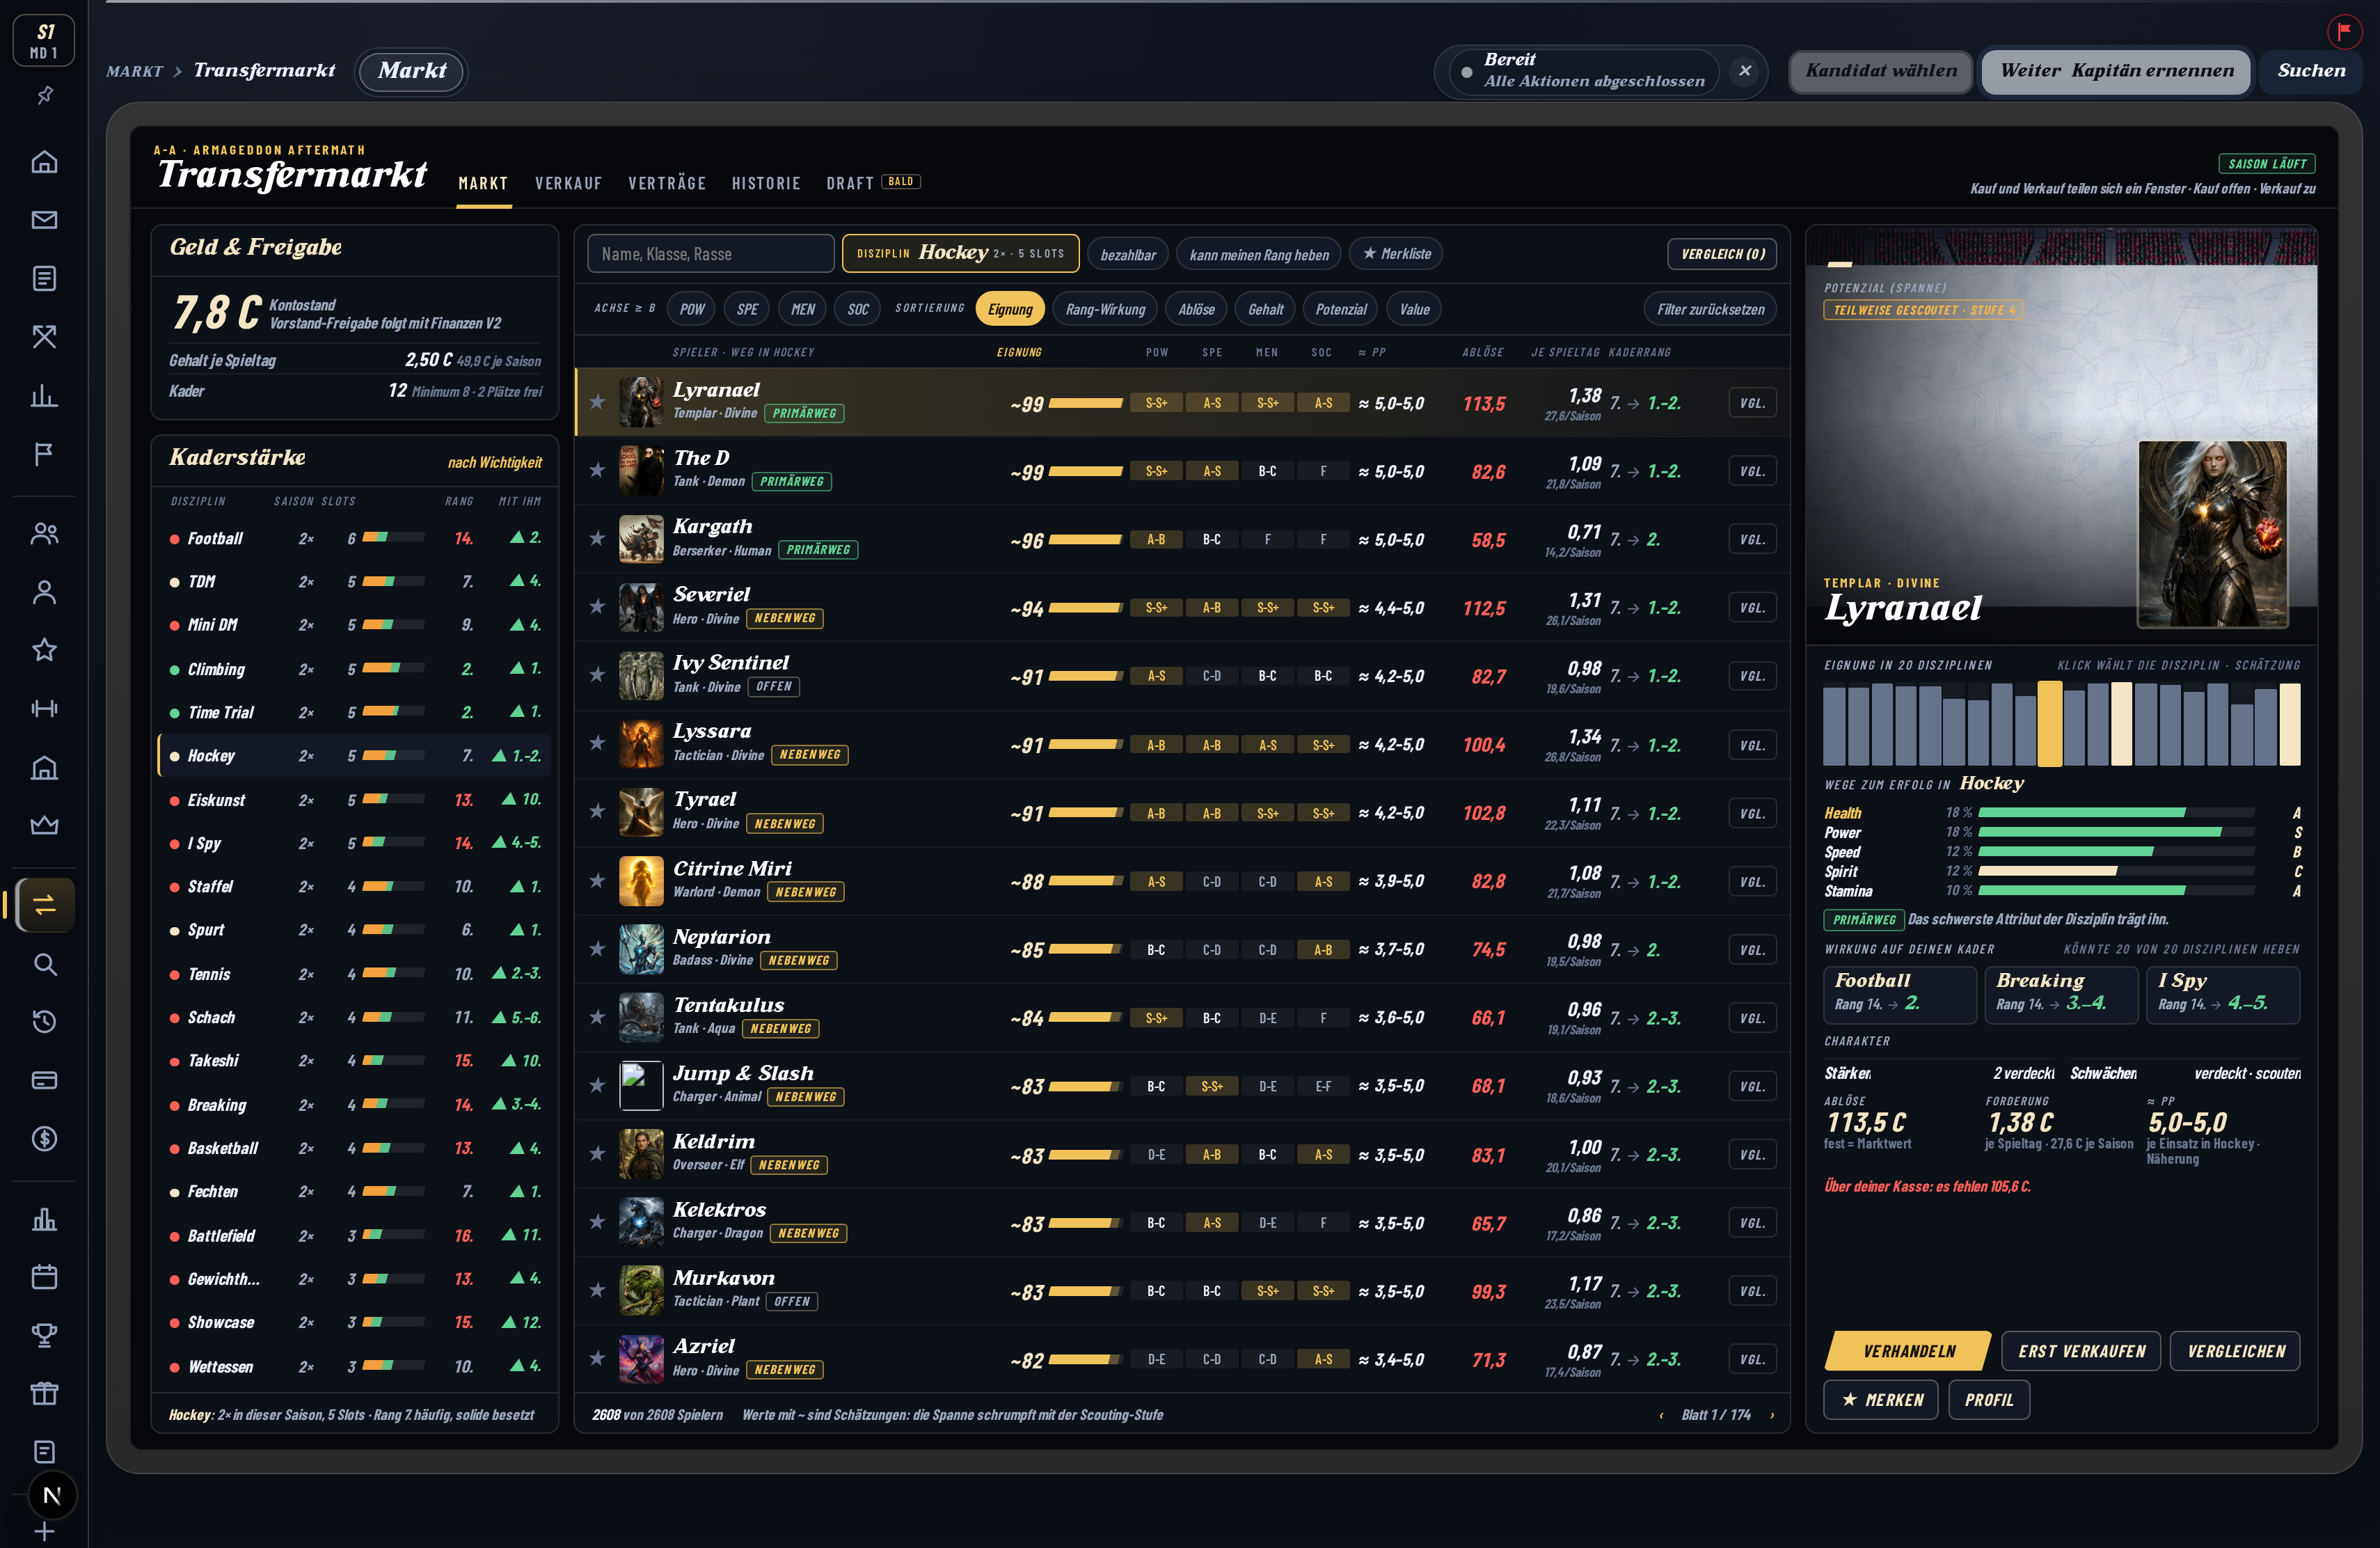 S1
MD 1
MARKT > Transfermarkt Markt
Bereit
Alle Aktionen abgeschlossen
Kandidat wählen
Weiter Kapitän ernennen
Suchen
A-A · ARMAGEDDON AFTERMATH
Transfermarkt
MARKT VERKAUF VERTRÄGE HISTORIE DRAFT BALD
SAISON LÄUFT
Kauf und Verkauf teilen sich ein Fenster · Kauf offen · Verkauf zu
Geld & Freigabe
7,8 C Kontostand
Vorstand-Freigabe folgt mit Finanzen V2
Gehalt je Spieltag 2,50 C 49,9 C je Saison
Kader 12 Minimum 8 · 2 Plätze frei
Kaderstärke nach Wichtigkeit
DISZIPLIN SAISON SLOTS RANG MIT IHM
Football 2× 6 14. ▲ 2.
TDM 2× 5 7. ▲ 4.
Mini DM 2× 5 9. ▲ 4.
Climbing 2× 5 2. ▲ 1.
Time Trial 2× 5 2. ▲ 1.
Hockey 2× 5 7. ▲ 1.-2.
Eiskunst 2× 5 13. ▲ 10.
I Spy 2× 5 14. ▲ 4.-5.
Staffel 2× 4 10. ▲ 1.
Spurt 2× 4 6. ▲ 1.
Tennis 2× 4 10. ▲ 2.-3.
Schach 2× 4 11. ▲ 5.-6.
Takeshi 2× 4 15. ▲ 10.
Breaking 2× 4 14. ▲ 3.-4.
Basketball 2× 4 13. ▲ 4.
Fechten 2× 4 7. ▲ 1.
Battlefield 2× 3 16. ▲ 11.
Gewichth... 2× 3 13. ▲ 4.
Showcase 2× 3 15. ▲ 12.
Wettessen 2× 3 10. ▲ 4.
Hockey: 2× in dieser Saison, 5 Slots · Rang 7. häufig, solide besetzt
Name, Klasse, Rasse
DISZIPLIN Hockey 2× · 5 SLOTS
bezahlbar
kann meinen Rang heben
★ Merkliste
VERGLEICH (0)
ACHSE ≥ B POW SPE MEN SOC SORTIERUNG Eignung Rang-Wirkung Ablöse Gehalt Potenzial Value Filter zurücksetzen
SPIELER · WEG IN HOCKEY EIGNUNG POW SPE MEN SOC ≈ PP ABLÖSE JE SPIELTAG KADERRANG
Lyranael
Templar · Divine PRIMÄRWEG
~99 S-S+ A-S S-S+ A-S ≈ 5,0-5,0 113,5 1,38 27,6/Saison 7. → 1.-2. VGL.
The D
Tank · Demon PRIMÄRWEG
~99 S-S+ A-S B-C F ≈ 5,0-5,0 82,6 1,09 21,8/Saison 7. → 1.-2. VGL.
Kargath
Berserker · Human PRIMÄRWEG
~96 A-B B-C F F ≈ 5,0-5,0 58,5 0,71 14,2/Saison 7. → 2. VGL.
Severiel
Hero · Divine NEBENWEG
~94 S-S+ A-B S-S+ S-S+ ≈ 4,4-5,0 112,5 1,31 26,1/Saison 7. → 1.-2. VGL.
Ivy Sentinel
Tank · Divine OFFEN
~91 A-S C-D B-C B-C ≈ 4,2-5,0 82,7 0,98 19,6/Saison 7. → 1.-2. VGL.
Lyssara
Tactician · Divine NEBENWEG
~91 A-B A-B A-S S-S+ ≈ 4,2-5,0 100,4 1,34 26,8/Saison 7. → 1.-2. VGL.
Tyrael
Hero · Divine NEBENWEG
~91 A-B A-B S-S+ S-S+ ≈ 4,2-5,0 102,8 1,11 22,3/Saison 7. → 1.-2. VGL.
Citrine Miri
Warlord · Demon NEBENWEG
~88 A-S C-D C-D A-S ≈ 3,9-5,0 82,8 1,08 21,7/Saison 7. → 1.-2. VGL.
Neptarion
Badass · Divine NEBENWEG
~85 B-C C-D C-D A-B ≈ 3,7-5,0 74,5 0,98 19,5/Saison 7. → 2. VGL.
Tentakulus
Tank · Aqua NEBENWEG
~84 S-S+ B-C D-E F ≈ 3,6-5,0 66,1 0,96 19,1/Saison 7. → 2.-3. VGL.
Jump & Slash
Charger · Animal NEBENWEG
~83 B-C S-S+ D-E E-F ≈ 3,5-5,0 68,1 0,93 18,6/Saison 7. → 2.-3. VGL.
Keldrim
Overseer · Elf NEBENWEG
~83 D-E A-B B-C A-S ≈ 3,5-5,0 83,1 1,00 20,1/Saison 7. → 2.-3. VGL.
Kelektros
Charger · Dragon NEBENWEG
~83 B-C A-S D-E F ≈ 3,5-5,0 65,7 0,86 17,2/Saison 7. → 2.-3. VGL.
Murkavon
Tactician · Plant OFFEN
~83 B-C B-C S-S+ S-S+ ≈ 3,5-5,0 99,3 1,17 23,5/Saison 7. → 2.-3. VGL.
Azriel
Hero · Divine NEBENWEG
~82 D-E C-D C-D A-S ≈ 3,4-5,0 71,3 0,87 17,4/Saison 7. → 2.-3. VGL.
2608 von 2608 Spielern Werte mit ~ sind Schätzungen: die Spanne schrumpft mit der Scouting-Stufe ‹ Blatt 1 / 174 ›
POTENZIAL (SPANNE)
TEILWEISE GESCOUTET · STUFE 4
TEMPLAR · DIVINE
Lyranael
EIGNUNG IN 20 DISZIPLINEN KLICK WÄHLT DIE DISZIPLIN · SCHÄTZUNG
WEGE ZUM ERFOLG IN Hockey
Health 18 % A
Power 18 % S
Speed 12 % B
Spirit 12 % C
Stamina 10 % A
PRIMÄRWEG Das schwerste Attribut der Disziplin trägt ihn.
WIRKUNG AUF DEINEN KADER KÖNNTE 20 VON 20 DISZIPLINEN HEBEN
Football
Rang 14. → 2.
Breaking
Rang 14. → 3.-4.
I Spy
Rang 14. → 4.-5.
CHARAKTER
Stärken 2 verdeckt Schwächen verdeckt · scouten
ABLÖSE FORDERUNG ≈ PP
113,5 C 1,38 C 5,0-5,0
fest = Marktwert
je Spieltag · 27,6 C je Saison
je Einsatz in Hockey ·
Näherung
Über deiner Kasse: es fehlen 105,6 C.
VERHANDELN ERST VERKAUFEN VERGLEICHEN
★ MERKEN PROFIL
N